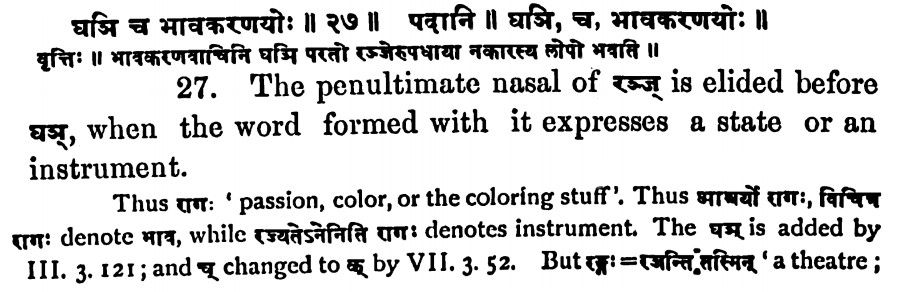 घञि च भावकरणयोः ॥ २७ ॥ पदानि ॥ घञि, च, भावकरणयोः ॥
वृत्तिः ॥ भावकरणवाचिनि घञि परतो रञ्जेरुपधाया नकारस्य लोपो भवति ॥
27. The penultimate nasal of रञ्ज् is elided before
घञ्, when the word formed with it expresses a state or an
instrument.
Thus रागः ‘ passion, color, or the coloring stuff’. Thus आश्चर्यो रागः, विचित्र
रागः denote भाव, while रज्यतेऽनेनेति रागः denotes instrument. The घञ् is added by
III. 3. 121 ; and ज् changed to क् by VII. 3. 52. But रङ्गः=रजन्ति तस्मिन् ‘ a theatre ;